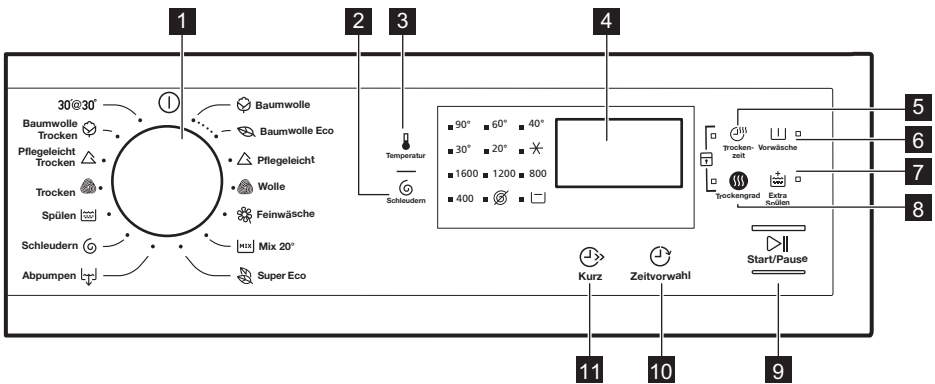 1
2
3
4
5
6
7
8
9
10
11
30'@30°
Baumwolle
Trocken
Pflegeleicht
Trocken
Trocken
Spülen
Schleudern
Abpumpen
Baumwolle
Baumwolle Eco
Pflegeleicht
Wolle
Feinwäsche
MIX Mix 20°
Super Eco
Temperatur
Schleudern
90° 60° 40°
30° 20°
1600 1200 800
400
Trocken-
zeit
Vorwäsche
Trockengrad
Extra
Spülen
Start/Pause
Kurz
Zeitvorwahl